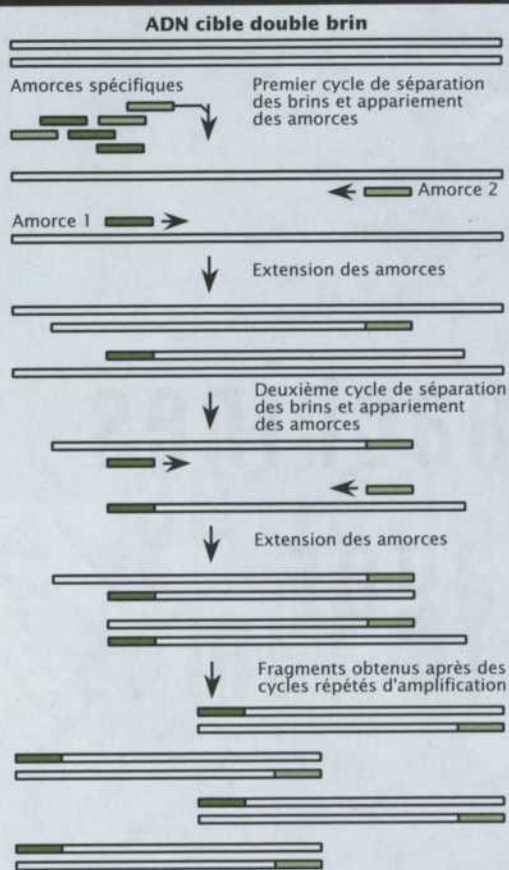 ADN cible double brin
Amorces spécifiques
Premier cycle de séparation
des brins et appariement
des amorces
Amorce 2
Amorce 1
Extension des amorces
Deuxième cycle de séparation
des brins et appariement
des amorces
Extension des amorces
Fragments obtenus après des
cycles répétés d'amplification